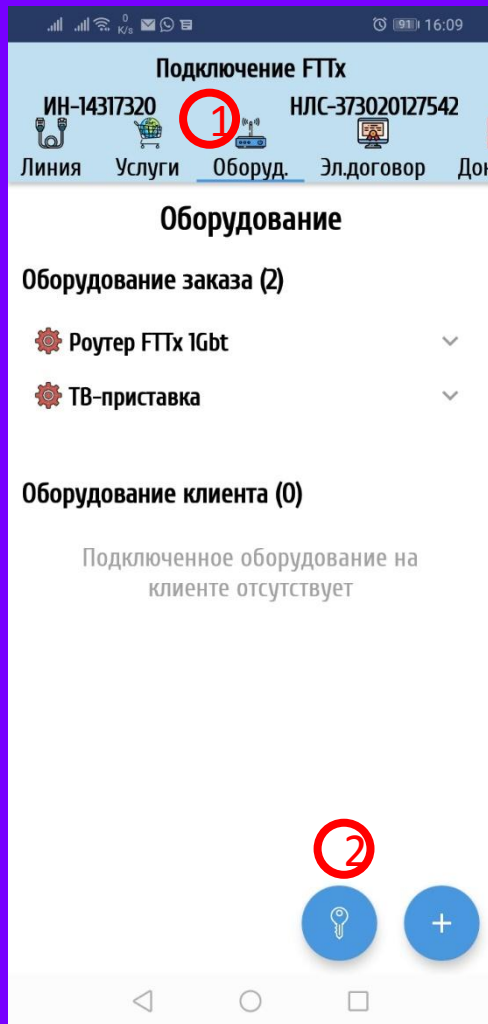 0 K/s 91 16:09
Подключение FTTx
ИН-14317320 НЛС-373020127542
1
Линия Услуги Оборуд. Эл.договор Док
Оборудование
Оборудование заказа (2)
Роутер FTTx 1Gbt
ТВ-приставка
Оборудование клиента (0)
Подключенное оборудование на
клиенте отсутствует
2
+